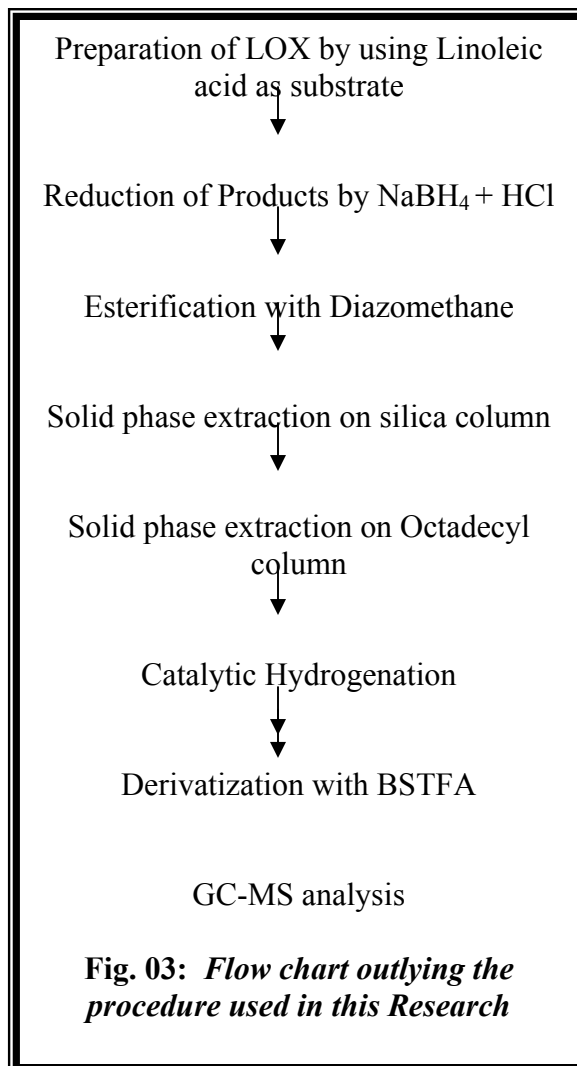 Preparation of LOX by using Linoleic
acid as substrate
Reduction of Products by NaBH₄ + HCl
Esterification with Diazomethane
Solid phase extraction on silica column
Solid phase extraction on Octadecyl
column
Catalytic Hydrogenation
Derivatization with BSTFA
GC-MS analysis
Fig. 03: Flow chart outlying the
procedure used in this Research